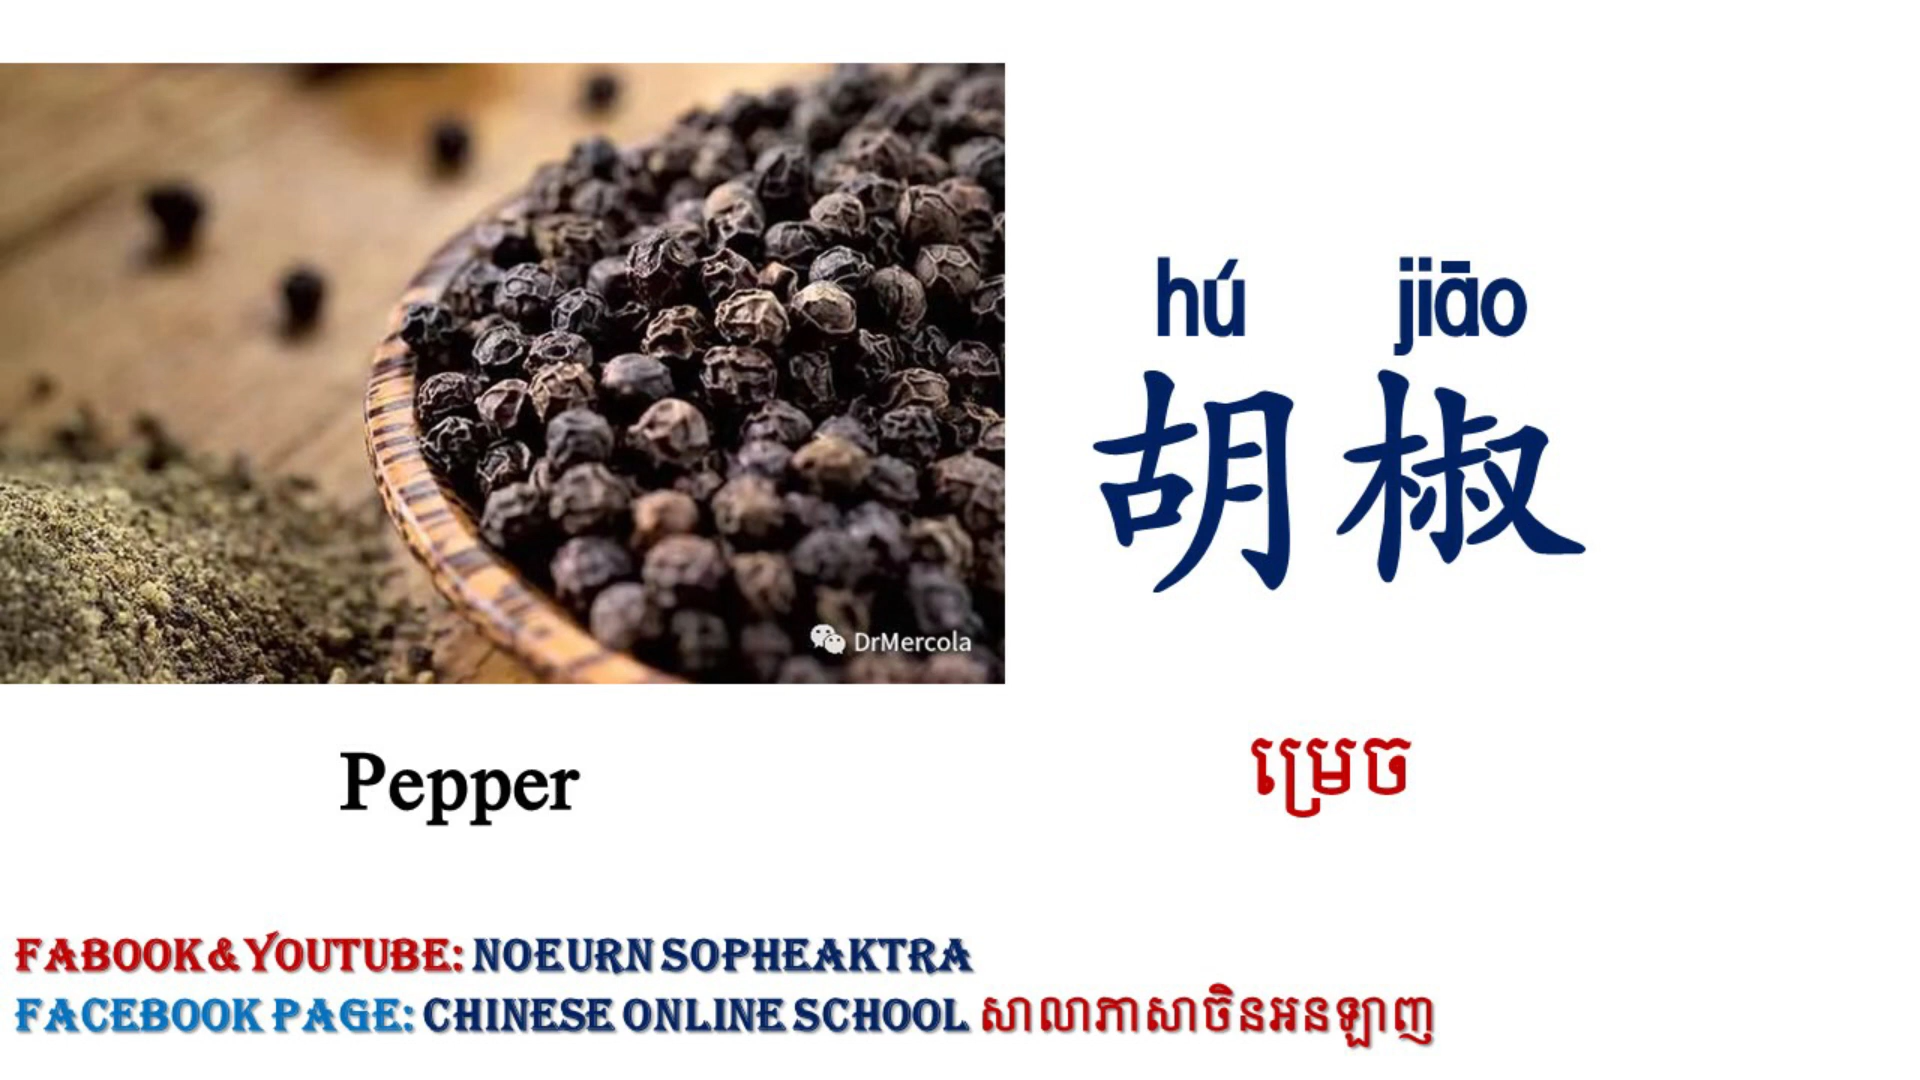 DrMercola
hú jiāo
胡椒
Pepper
ម្រេច
FABOOK&YOUTUBE: NOEURN SOPHEAKTRA
FACEBOOK PAGE: CHINESE ONLINE SCHOOL សាលាភាសាចិនអនឡាញ